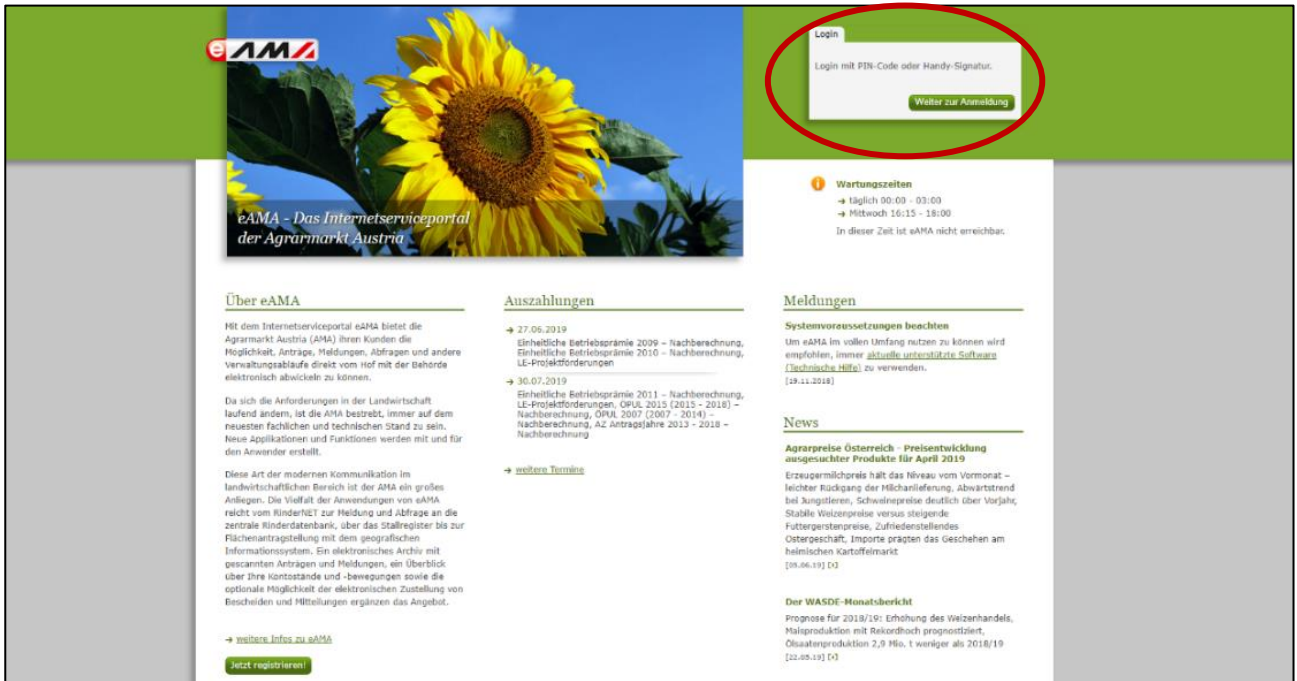 eAMA
Login
Login mit PIN-Code oder Handy-Signatur.
Weiter zur Anmeldung
eAMA - Das Internetserviceportal
der Agrarmarkt Austria
Wartungszeiten
täglich 00:00 - 03:00
Mittwoch 16:15 - 18:00
In dieser Zeit ist eAMA nicht erreichbar.
Über eAMA
Mit dem Internetserviceportal eAMA bietet die
Agrarmarkt Austria (AMA) ihren Kunden die
Möglichkeit, Anträge, Meldungen, Abfragen und andere
Verwaltungsabläufe direkt vom Hof mit der Behörde
elektronisch abwickeln zu können.
Da sich die Anforderungen in der Landwirtschaft
laufend ändern, ist die AMA bestrebt, immer auf dem
neuesten fachlichen und technischen Stand zu sein.
Neue Applikationen und Funktionen werden mit und für
den Anwender erstellt.
Diese Art der modernen Kommunikation im
landwirtschaftlichen Bereich ist der AMA ein großes
Anliegen. Die Vielfalt der Anwendungen von eAMA
reicht vom RinderNET zur Meldung und Abfrage an die
zentrale Rinderdatenbank, über das Stallregister bis zur
Flächenantragstellung mit dem geografischen
Informationssystem. Ein elektronisches Archiv mit
gescannten Anträgen und Meldungen, ein Überblick
über Ihre Kontostände und -bewegungen sowie die
optionale Möglichkeit der elektronischen Zustellung von
Bescheiden und Mitteilungen ergänzen das Angebot.
weitere Infos zu eAMA
Jetzt registrieren!
Auszahlungen
27.06.2019
Einheitliche Betriebsprämie 2009 – Nachberechnung,
Einheitliche Betriebsprämie 2010 – Nachberechnung,
LE-Projektförderungen
30.07.2019
Einheitliche Betriebsprämie 2011 – Nachberechnung,
LE-Projektförderungen, ÖPUL 2015 (2015 - 2018) –
Nachberechnung, ÖPUL 2007 (2007 - 2014) –
Nachberechnung, AZ Antragsjahre 2013 - 2018 –
Nachberechnung
weitere Termine
Meldungen
Systemvoraussetzungen beachten
Um eAMA im vollen Umfang nutzen zu können wird
empfohlen, immer aktuelle unterstützte Software
(Technische Hilfe) zu verwenden.
[19.11.2018]
News
Agrarpreise Österreich - Preisentwicklung
ausgesuchter Produkte für April 2019
Erzeugermilchpreis hält das Niveau vom Vormonat –
leichter Rückgang der Milchanlieferung, Abwärtstrend
bei Jungstieren, Schweinepreise deutlich über Vorjahr,
Stabile Weizenpreise versus steigende
Futtergerstenpreise, Zufriedenstellendes
Ostergeschäft, Importe prägten das Geschehen am
heimischen Kartoffelmarkt
[05.06.19]
Der WASDE-Monatsbericht
Prognose für 2018/19: Erhöhung des Weizenhandels,
Maisproduktion mit Rekordhoch prognostiziert,
Ölsaatenproduktion 2,9 Mio. t weniger als 2018/19
[22.05.19]